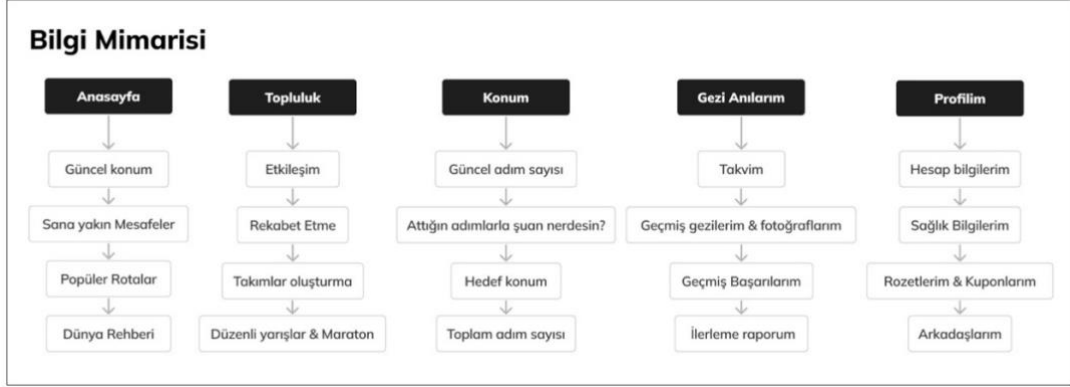 Bilgi Mimarisi
Anasayfa
Güncel konum
Sana yakın Mesafeler
Popüler Rotalar
Dünya Rehberi
Topluluk
Etkileşim
Rekabet Etme
Takımlar oluşturma
Düzenli yarışlar & Maraton
Konum
Güncel adım sayısı
Attığın adımlarla şuan nerdesin?
Hedef konum
Toplam adım sayısı
Gezi Anılarım
Takvim
Geçmiş gezilerim & fotoğraflarım
Geçmiş Başarılarım
İlerleme raporum
Profilim
Hesap bilgilerim
Sağlık Bilgilerim
Rozetlerim & Kuponlarım
Arkadaşlarım